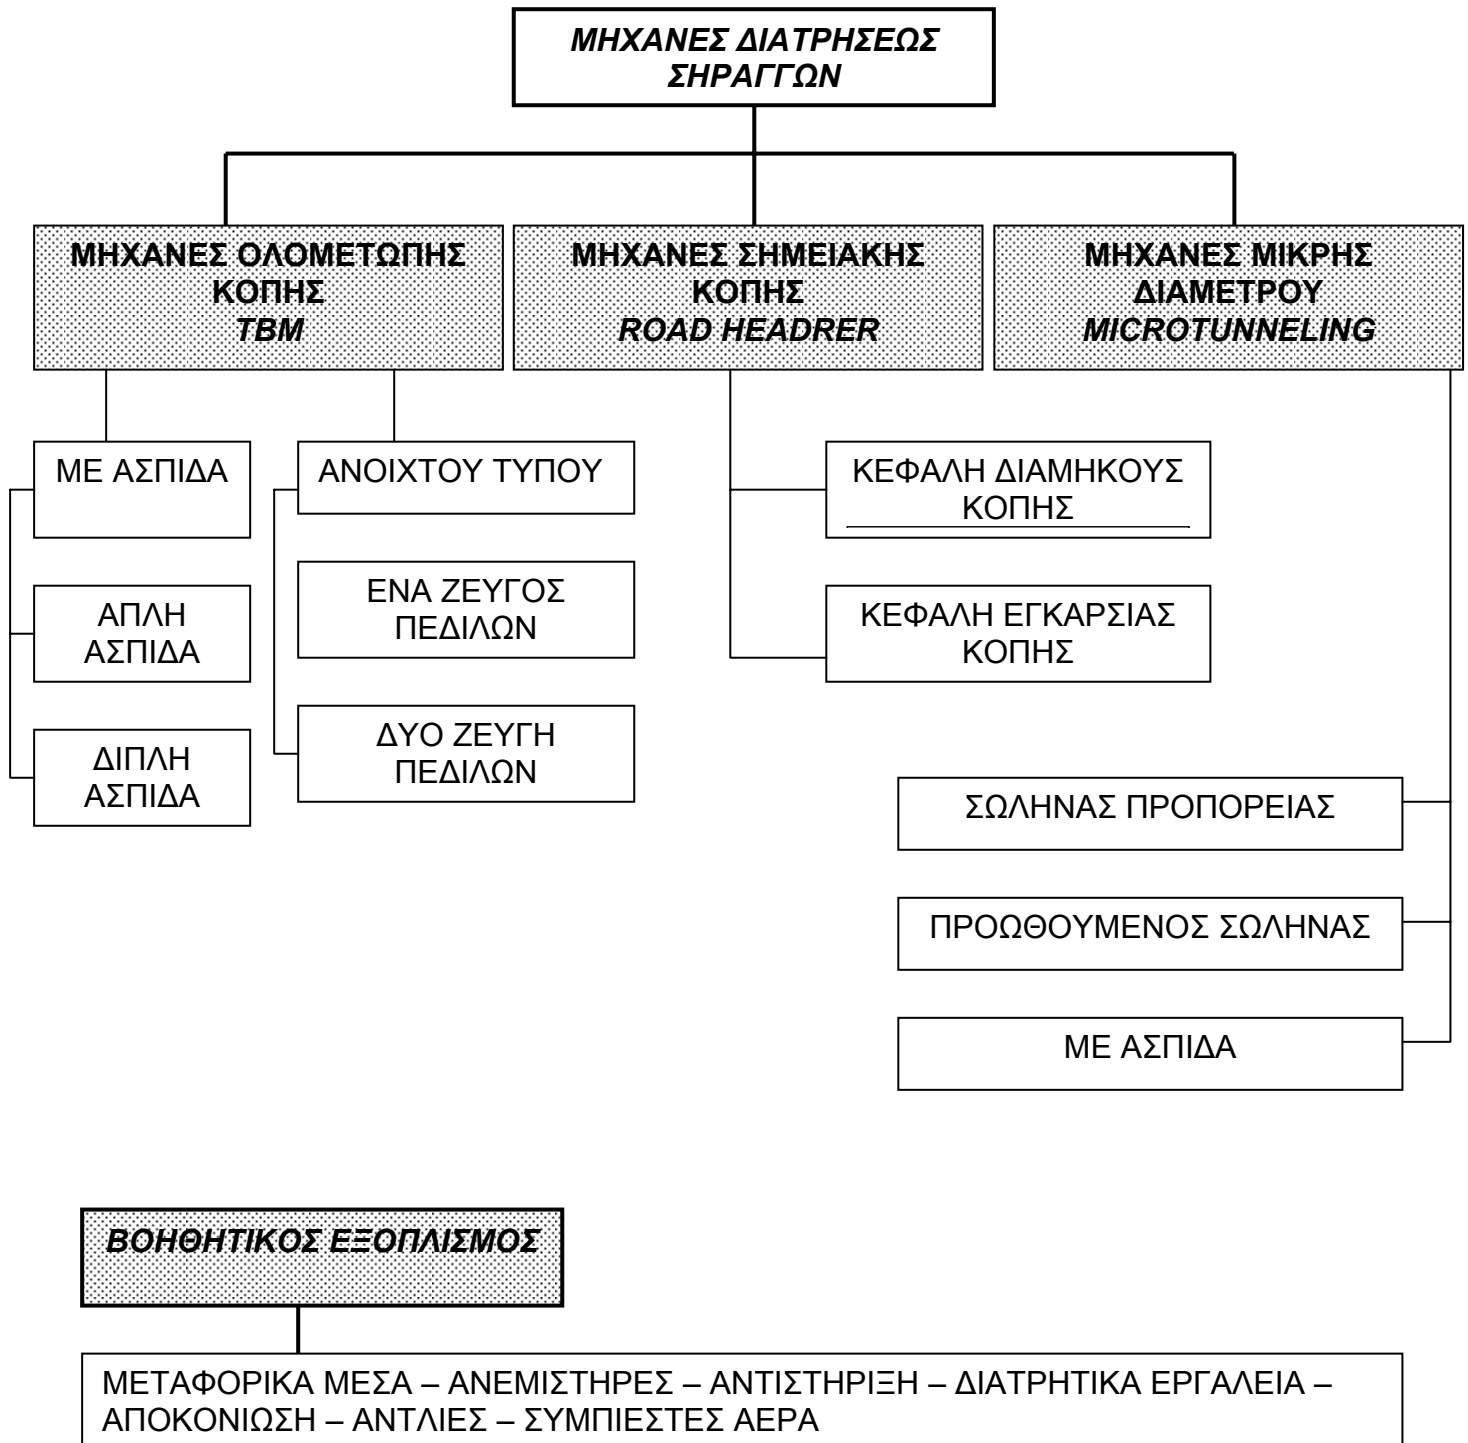 ΜΗΧΑΝΕΣ ΔΙΑΤΡΗΣΕΩΣ
ΣΗΡΑΓΓΩΝ
ΜΗΧΑΝΕΣ ΟΛΟΜΕΤΩΠΗΣ
ΚΟΠΗΣ
TBM
ΜΗΧΑΝΕΣ ΣΗΜΕΙΑΚΗΣ
ΚΟΠΗΣ
ROAD HEADRER
ΜΗΧΑΝΕΣ ΜΙΚΡΗΣ
ΔΙΑΜΕΤΡΟΥ
MICROTUNNELING
ΜΕ ΑΣΠΙΔΑ
ΑΠΛΗ
ΑΣΠΙΔΑ
ΔΙΠΛΗ
ΑΣΠΙΔΑ
ΑΝΟΙΧΤΟΥ ΤΥΠΟΥ
ΕΝΑ ΖΕΥΓΟΣ
ΠΕΔΙΛΩΝ
ΔΥΟ ΖΕΥΓΗ
ΠΕΔΙΛΩΝ
ΚΕΦΑΛΗ ΔΙΑΜΗΚΟΥΣ
ΚΟΠΗΣ
ΚΕΦΑΛΗ ΕΓΚΑΡΣΙΑΣ
ΚΟΠΗΣ
ΣΩΛΗΝΑΣ ΠΡΟΠΟΡΕΙΑΣ
ΠΡΟΩΘΟΥΜΕΝΟΣ ΣΩΛΗΝΑΣ
ΜΕ ΑΣΠΙΔΑ
ΒΟΗΘΗΤΙΚΟΣ ΕΞΟΠΛΙΣΜΟΣ
ΜΕΤΑΦΟΡΙΚΑ ΜΕΣΑ – ΑΝΕΜΙΣΤΗΡΕΣ – ΑΝΤΙΣΤΗΡΙΞΗ – ΔΙΑΤΡΗΤΙΚΑ ΕΡΓΑΛΕΙΑ –
ΑΠΟΚΟΝΙΩΣΗ – ΑΝΤΛΙΕΣ – ΣΥΜΠΙΕΣΤΕΣ ΑΕΡΑ